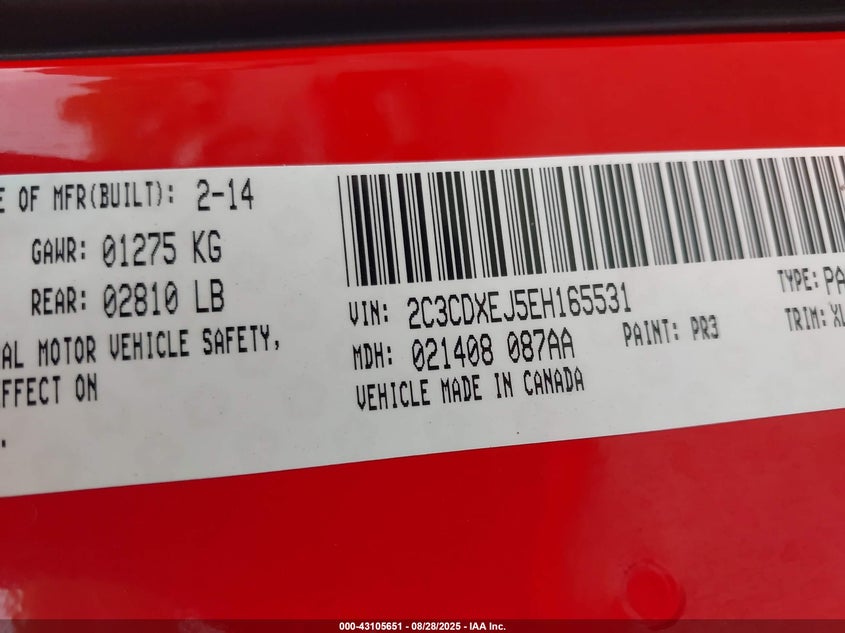 E OF MFR(BUILT): 2-14
GAWR: 01275 KG
REAR: 02810 LB
AL MOTOR VEHICLE SAFETY,
EFFECT ON
VIN: 2C3CDXEJ5EH165531
TYPE: PA
MDH: 021408 087AA
PAINT: PR3
TRIM: XL
VEHICLE MADE IN CANADA
000-43105651 - 08/28/2025 - IAA Inc.